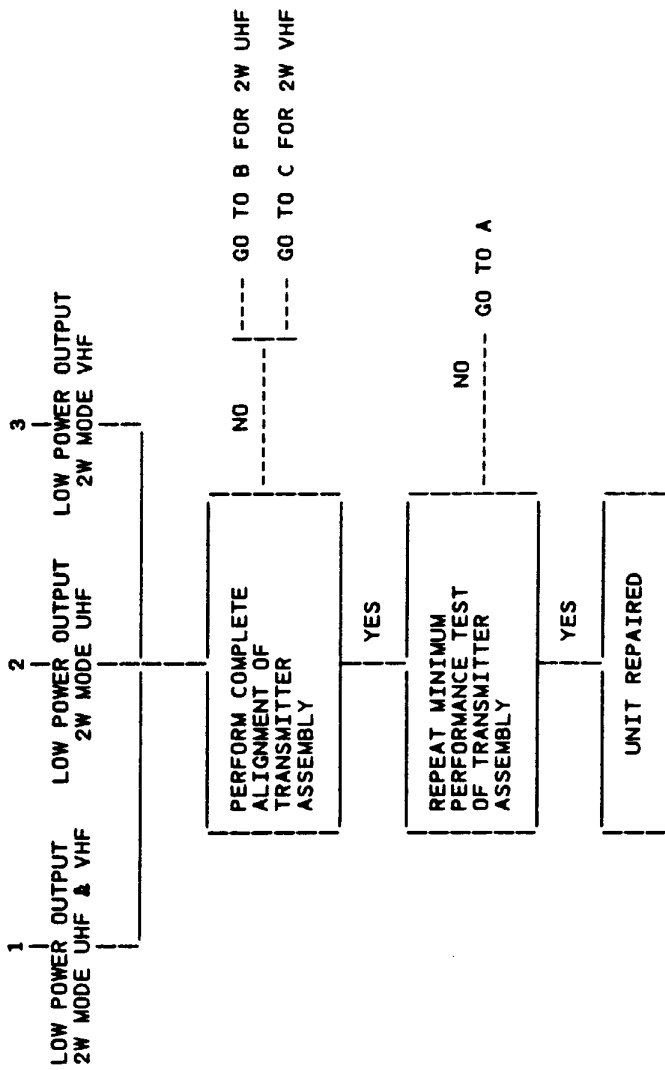 1
LOW POWER OUTPUT
2W MODE UHF & VHF
2
LOW POWER OUTPUT
2W MODE UHF
3
LOW POWER OUTPUT
2W MODE VHF
PERFORM COMPLETE
ALIGNMENT OF
TRANSMITTER
ASSEMBLY
NO
GO TO B FOR 2W UHF
GO TO C FOR 2W VHF
YES
REPEAT MINIMUM
PERFORMANCE TEST
OF TRANSMITTER
ASSEMBLY
NO
GO TO A
YES
UNIT REPAIRED